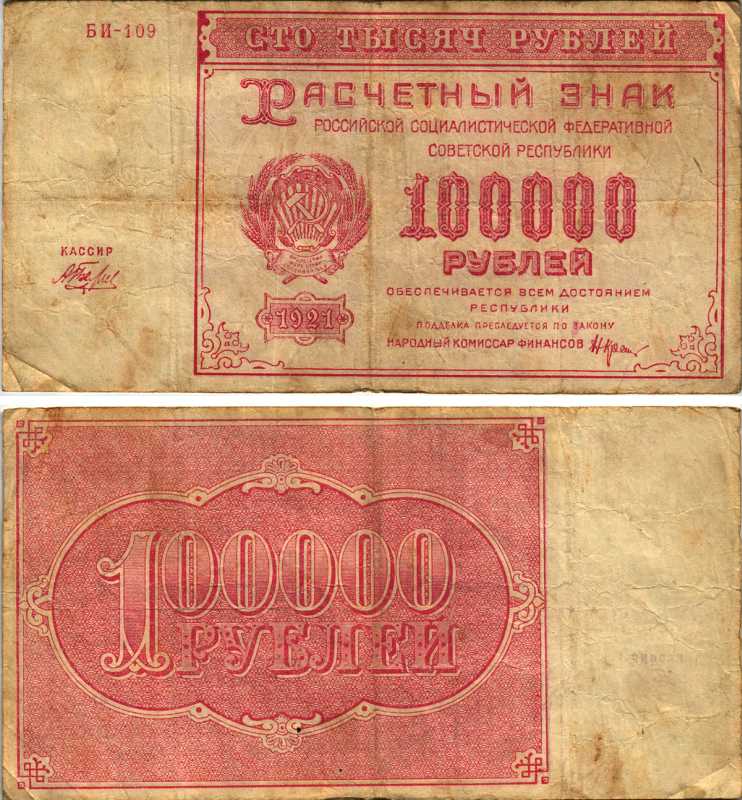 БИ-109
СТО ТЫСЯЧ РУБЛЕЙ
РАСЧЕТНЫЙ ЗНАК
РОССИЙСКОЙ СОЦИАЛИСТИЧЕСКОЙ ФЕДЕРАТИВНОЙ
СОВЕТСКОЙ РЕСПУБЛИКИ
100000
РУБЛЕЙ
КАССИР
ОБЕСПЕЧИВАЕТСЯ ВСЕМ ДОСТОЯНИЕМ
РЕСПУБЛИКИ
1921
ПОДДЕЛКА ПРЕСЛЕДУЕТСЯ ПО ЗАКОНУ
НАРОДНЫЙ КОМИССАР ФИНАНСОВ
100000
РУБЛЕЙ